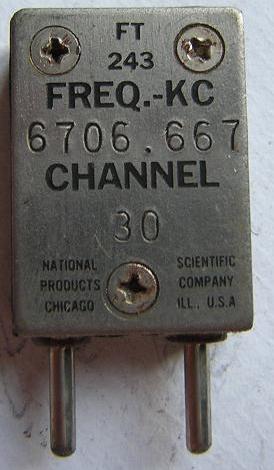 FT
243
FREQ.-KC
6706.667
CHANNEL
30
NATIONAL SCIENTIFIC
PRODUCTS COMPANY
CHICAGO ILL., U.S.A